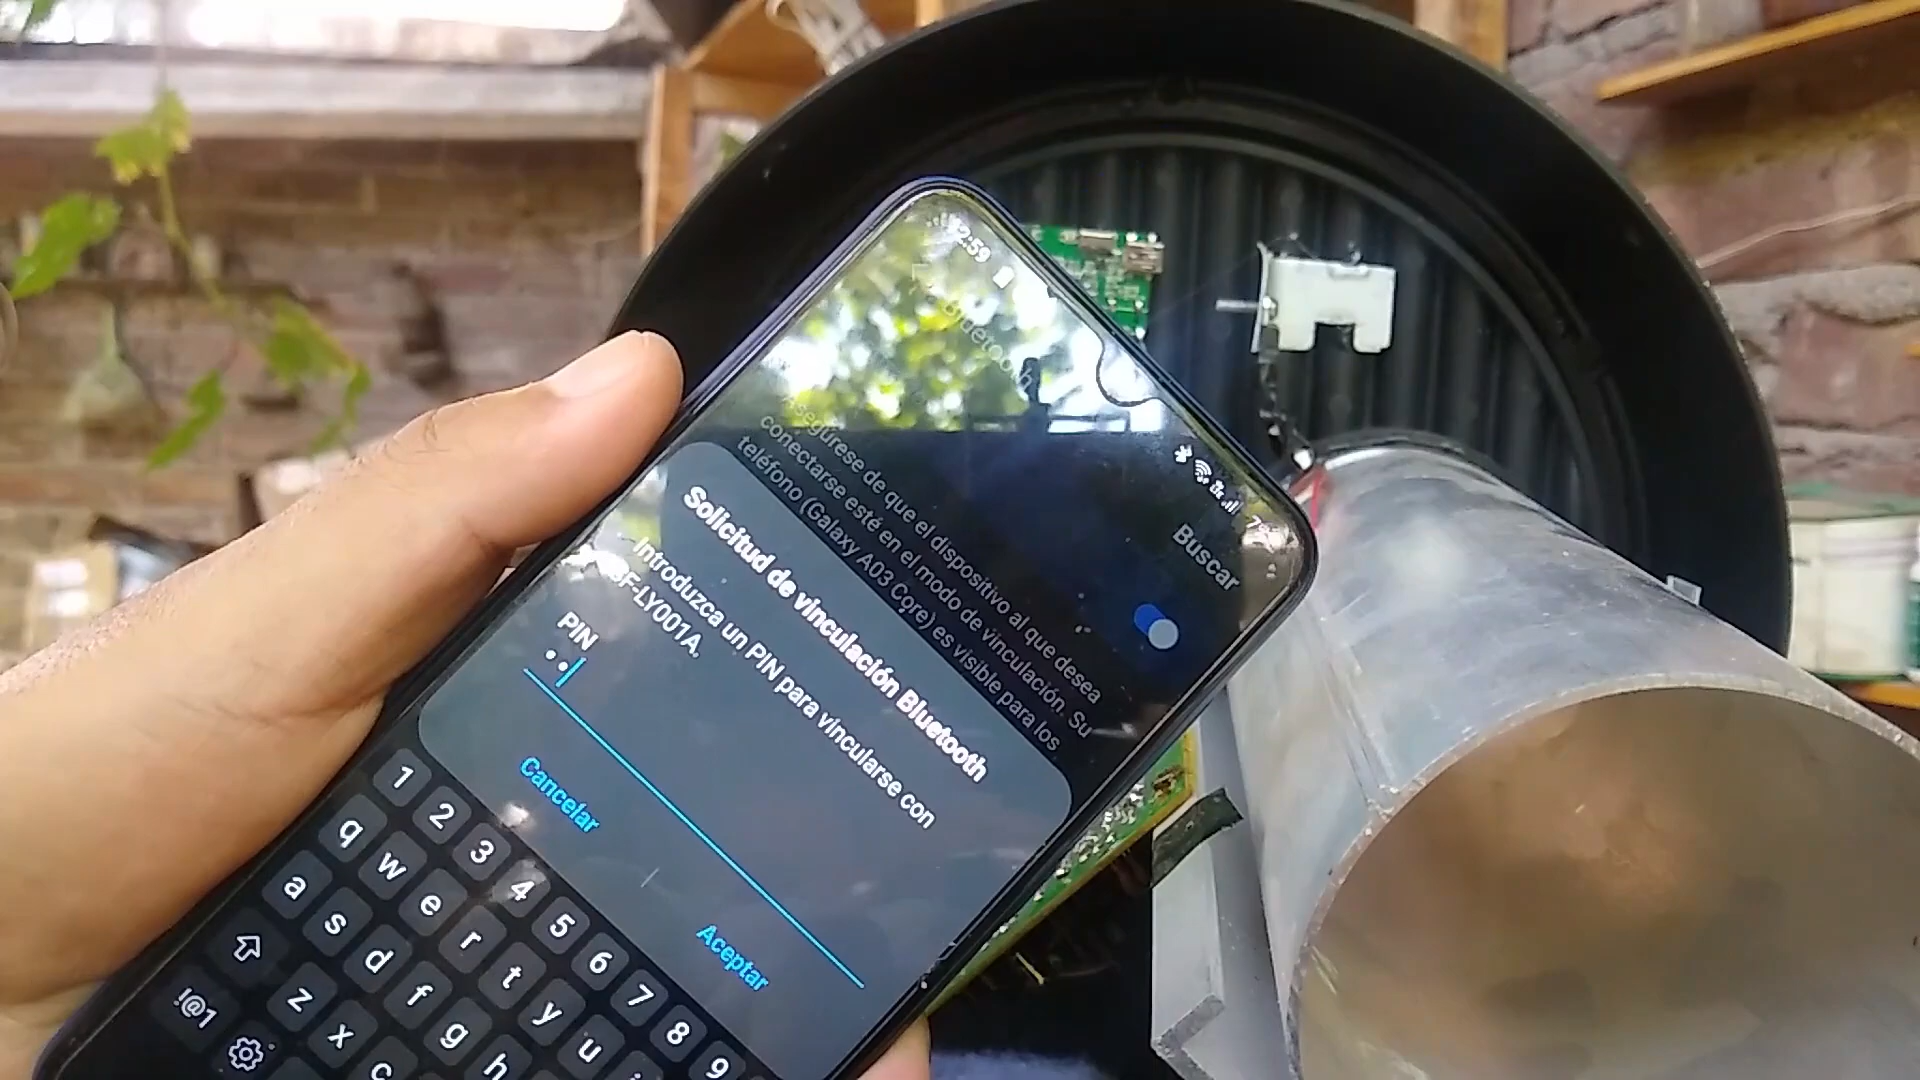 2:59
Bluetooth
Buscar
Asegúrese de que el dispositivo al que desea
conectarse esté en el modo de vinculación. Su
teléfono (Galaxy A03 Core) es visible para los
Solicitud de vinculación Bluetooth
Introduzca un PIN para vincularse con
F-LY001A.
PIN
Cancelar
Aceptar
1 2 3 4 5 6 7 8 9
q w e r t y u
a s d f g h
z x c
!@1